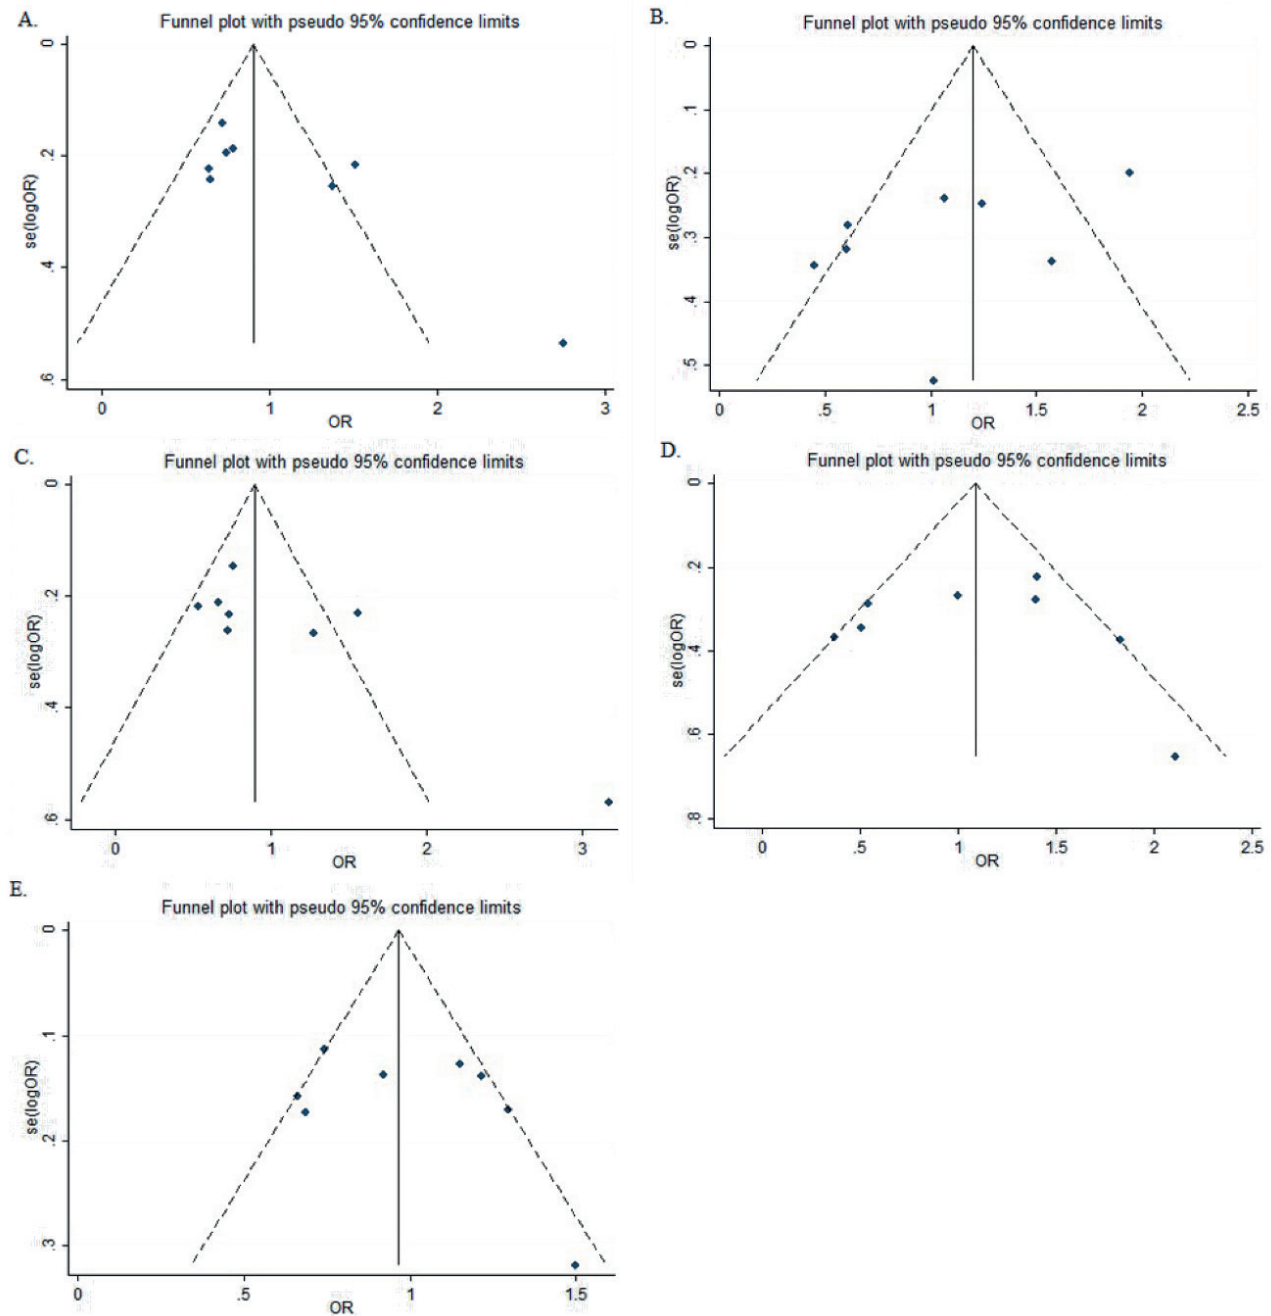 A.
Funnel plot with pseudo 95% confidence limits
0
.2
.4
.6
se(logOR)
0
1
2
3
OR
B.
Funnel plot with pseudo 95% confidence limits
0
.1
.2
.3
.4
.5
se(logOR)
0
.5
1
1.5
2
2.5
OR
C.
Funnel plot with pseudo 95% confidence limits
0
.2
.4
.6
se(logOR)
0
1
2
3
OR
D.
Funnel plot with pseudo 95% confidence limits
0
.2
.4
.6
.8
se(logOR)
0
.5
1
1.5
2
2.5
OR
E.
Funnel plot with pseudo 95% confidence limits
0
.1
.2
.3
se(logOR)
0
.5
1
1.5
OR